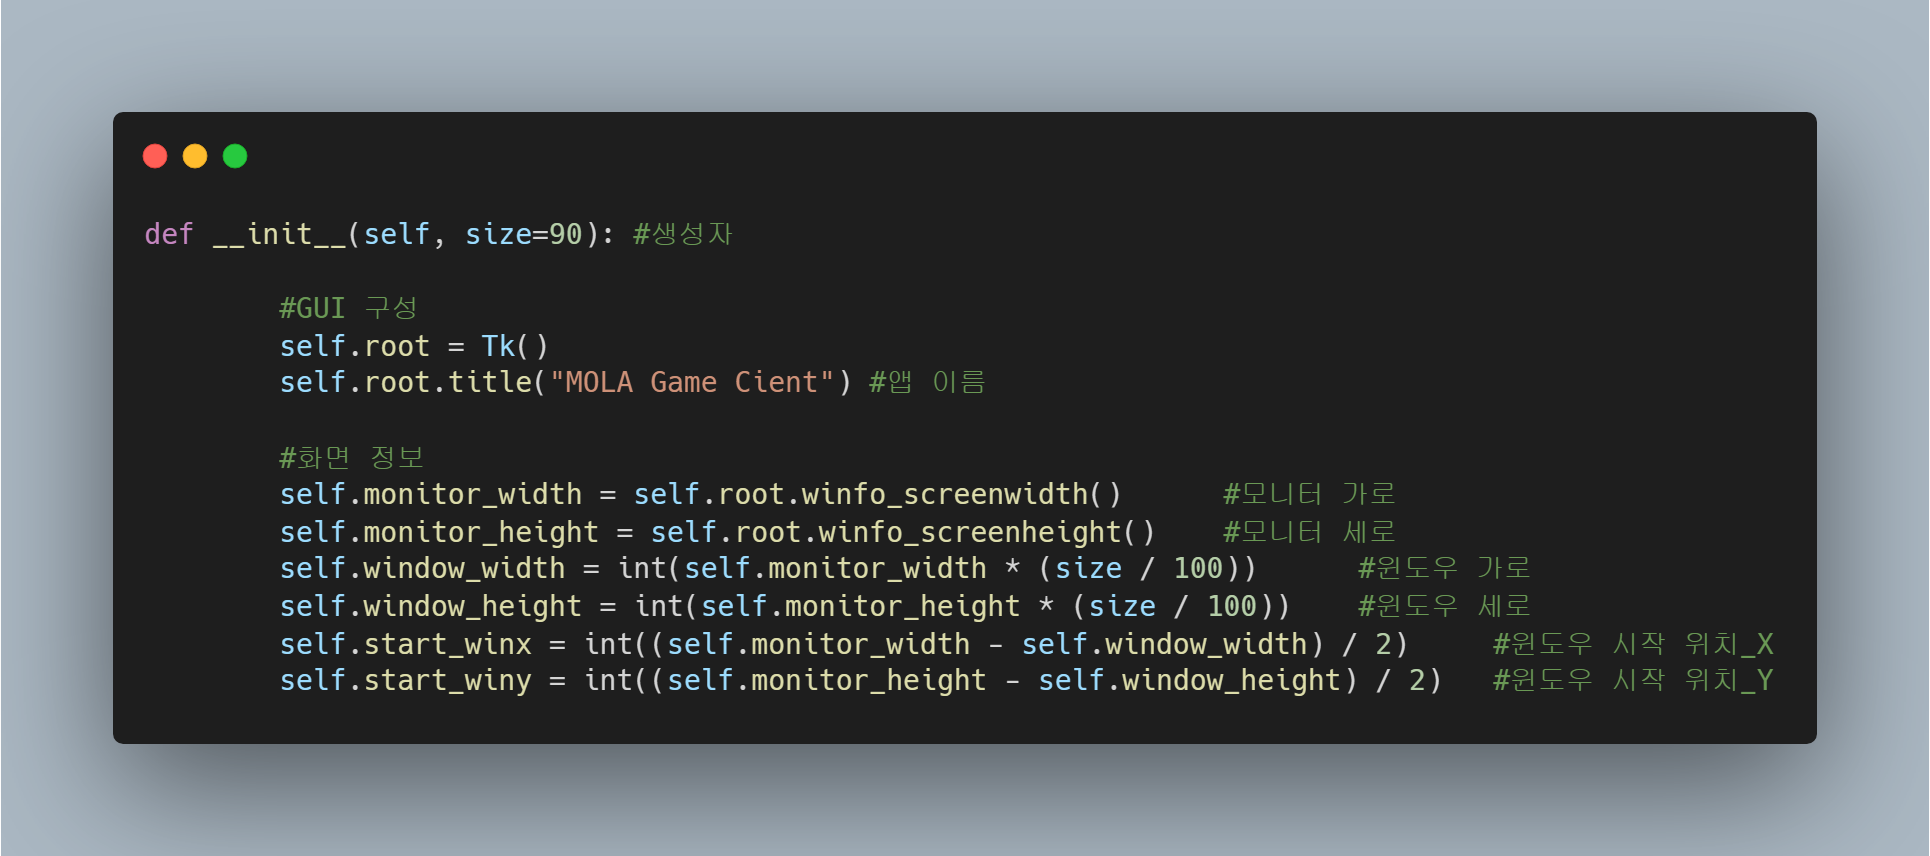 def __init__(self, size=90): #생성자
#GUI 구성
self.root = Tk()
self.root.title("MOLA Game Cient") #앱 이름
#화면 정보
self.monitor_width = self.root.winfo_screenwidth()      #모니터 가로
self.monitor_height = self.root.winfo_screenheight()    #모니터 세로
self.window_width = int(self.monitor_width * (size / 100))      #윈도우 가로
self.window_height = int(self.monitor_height * (size / 100))    #윈도우 세로
self.start_winx = int((self.monitor_width - self.window_width) / 2)     #윈도우 시작 위치_X
self.start_winy = int((self.monitor_height - self.window_height) / 2)   #윈도우 시작 위치_Y